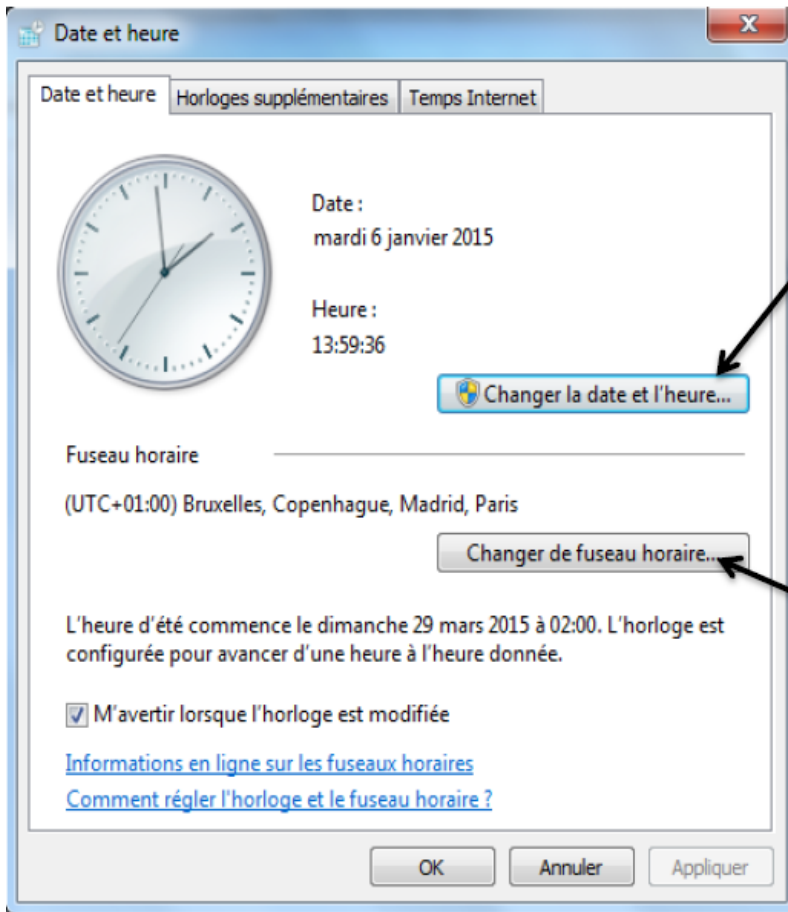 Date et heure
Date et heure
Horloges supplémentaires
Temps Internet
Date :
mardi 6 janvier 2015
Heure :
13:59:36
Changer la date et l'heure...
Fuseau horaire
(UTC+01:00) Bruxelles, Copenhague, Madrid, Paris
Changer de fuseau horaire...
L'heure d'été commence le dimanche 29 mars 2015 à 02:00. L'horloge est
configurée pour avancer d'une heure à l'heure donnée.
M'avertir lorsque l'horloge est modifiée
Informations en ligne sur les fuseaux horaires
Comment régler l'horloge et le fuseau horaire ?
OK
Annuler
Appliquer